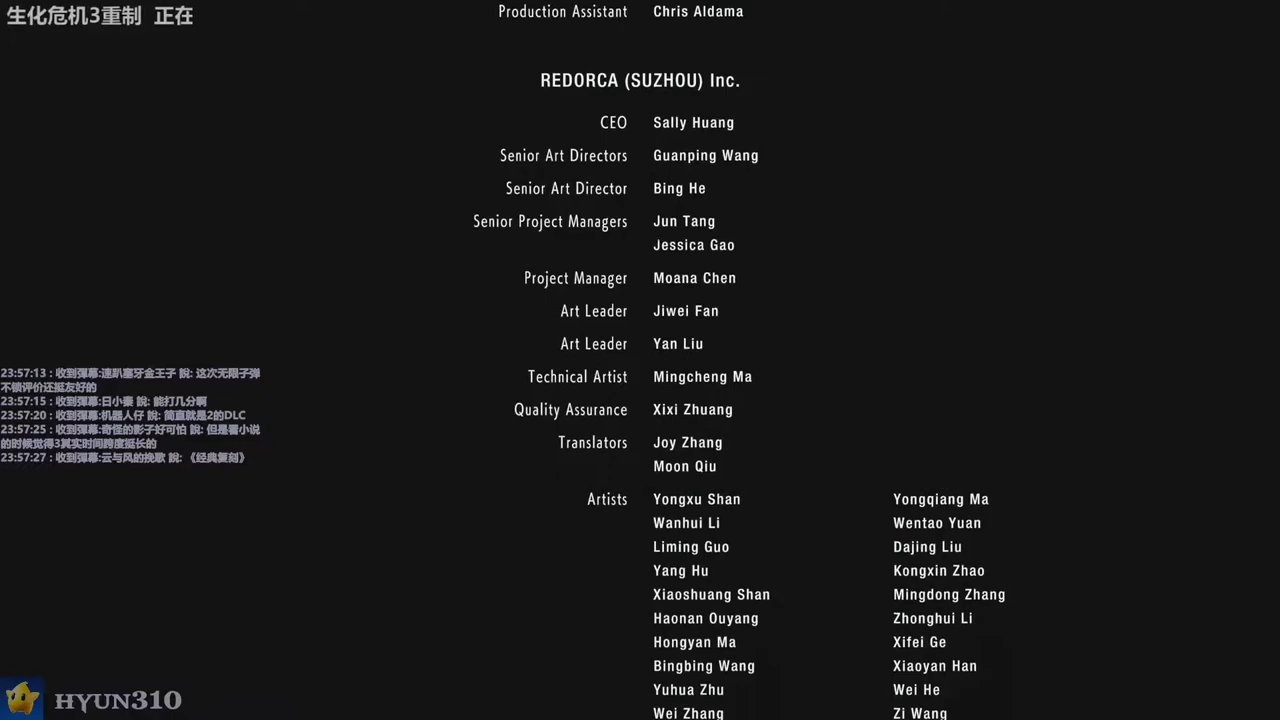 生化危机3重制 正在
Production Assistant Chris Aldama
REDORCA (SUZHOU) Inc.
CEO Sally Huang
Senior Art Directors Guanping Wang
Senior Art Director Bing He
Senior Project Managers Jun Tang
Jessica Gao
Project Manager Moana Chen
Art Leader Jiwei Fan
Art Leader Yan Liu
Technical Artist Mingcheng Ma
Quality Assurance Xixi Zhuang
Translators Joy Zhang
Moon Qiu
Artists Yongxu Shan Yongqiang Ma
Wanhui Li Wentao Yuan
Liming Guo Dajing Liu
Yang Hu Kongxin Zhao
Xiaoshuang Shan Mingdong Zhang
Haonan Ouyang Zhonghui Li
Hongyan Ma Xifei Ge
Bingbing Wang Xiaoyan Han
Yuhua Zhu Wei He
Wei Zhang Zi Wang
23:57:13 : 收到彈幕:速趴塞牙金王子 說: 这次无限子弹
不锁评价还挺友好的
23:57:15 : 收到彈幕:日小秦 說: 能打几分啊
23:57:20 : 收到彈幕:机器人仔 說: 简直就是2的DLC
23:57:25 : 收到彈幕:奇怪的影子好可怕 說: 但是看小说
的时候觉得3其实时间跨度挺长的
23:57:27 : 收到彈幕:云与风的挽歌 說: 《经典复刻》
HYUN310